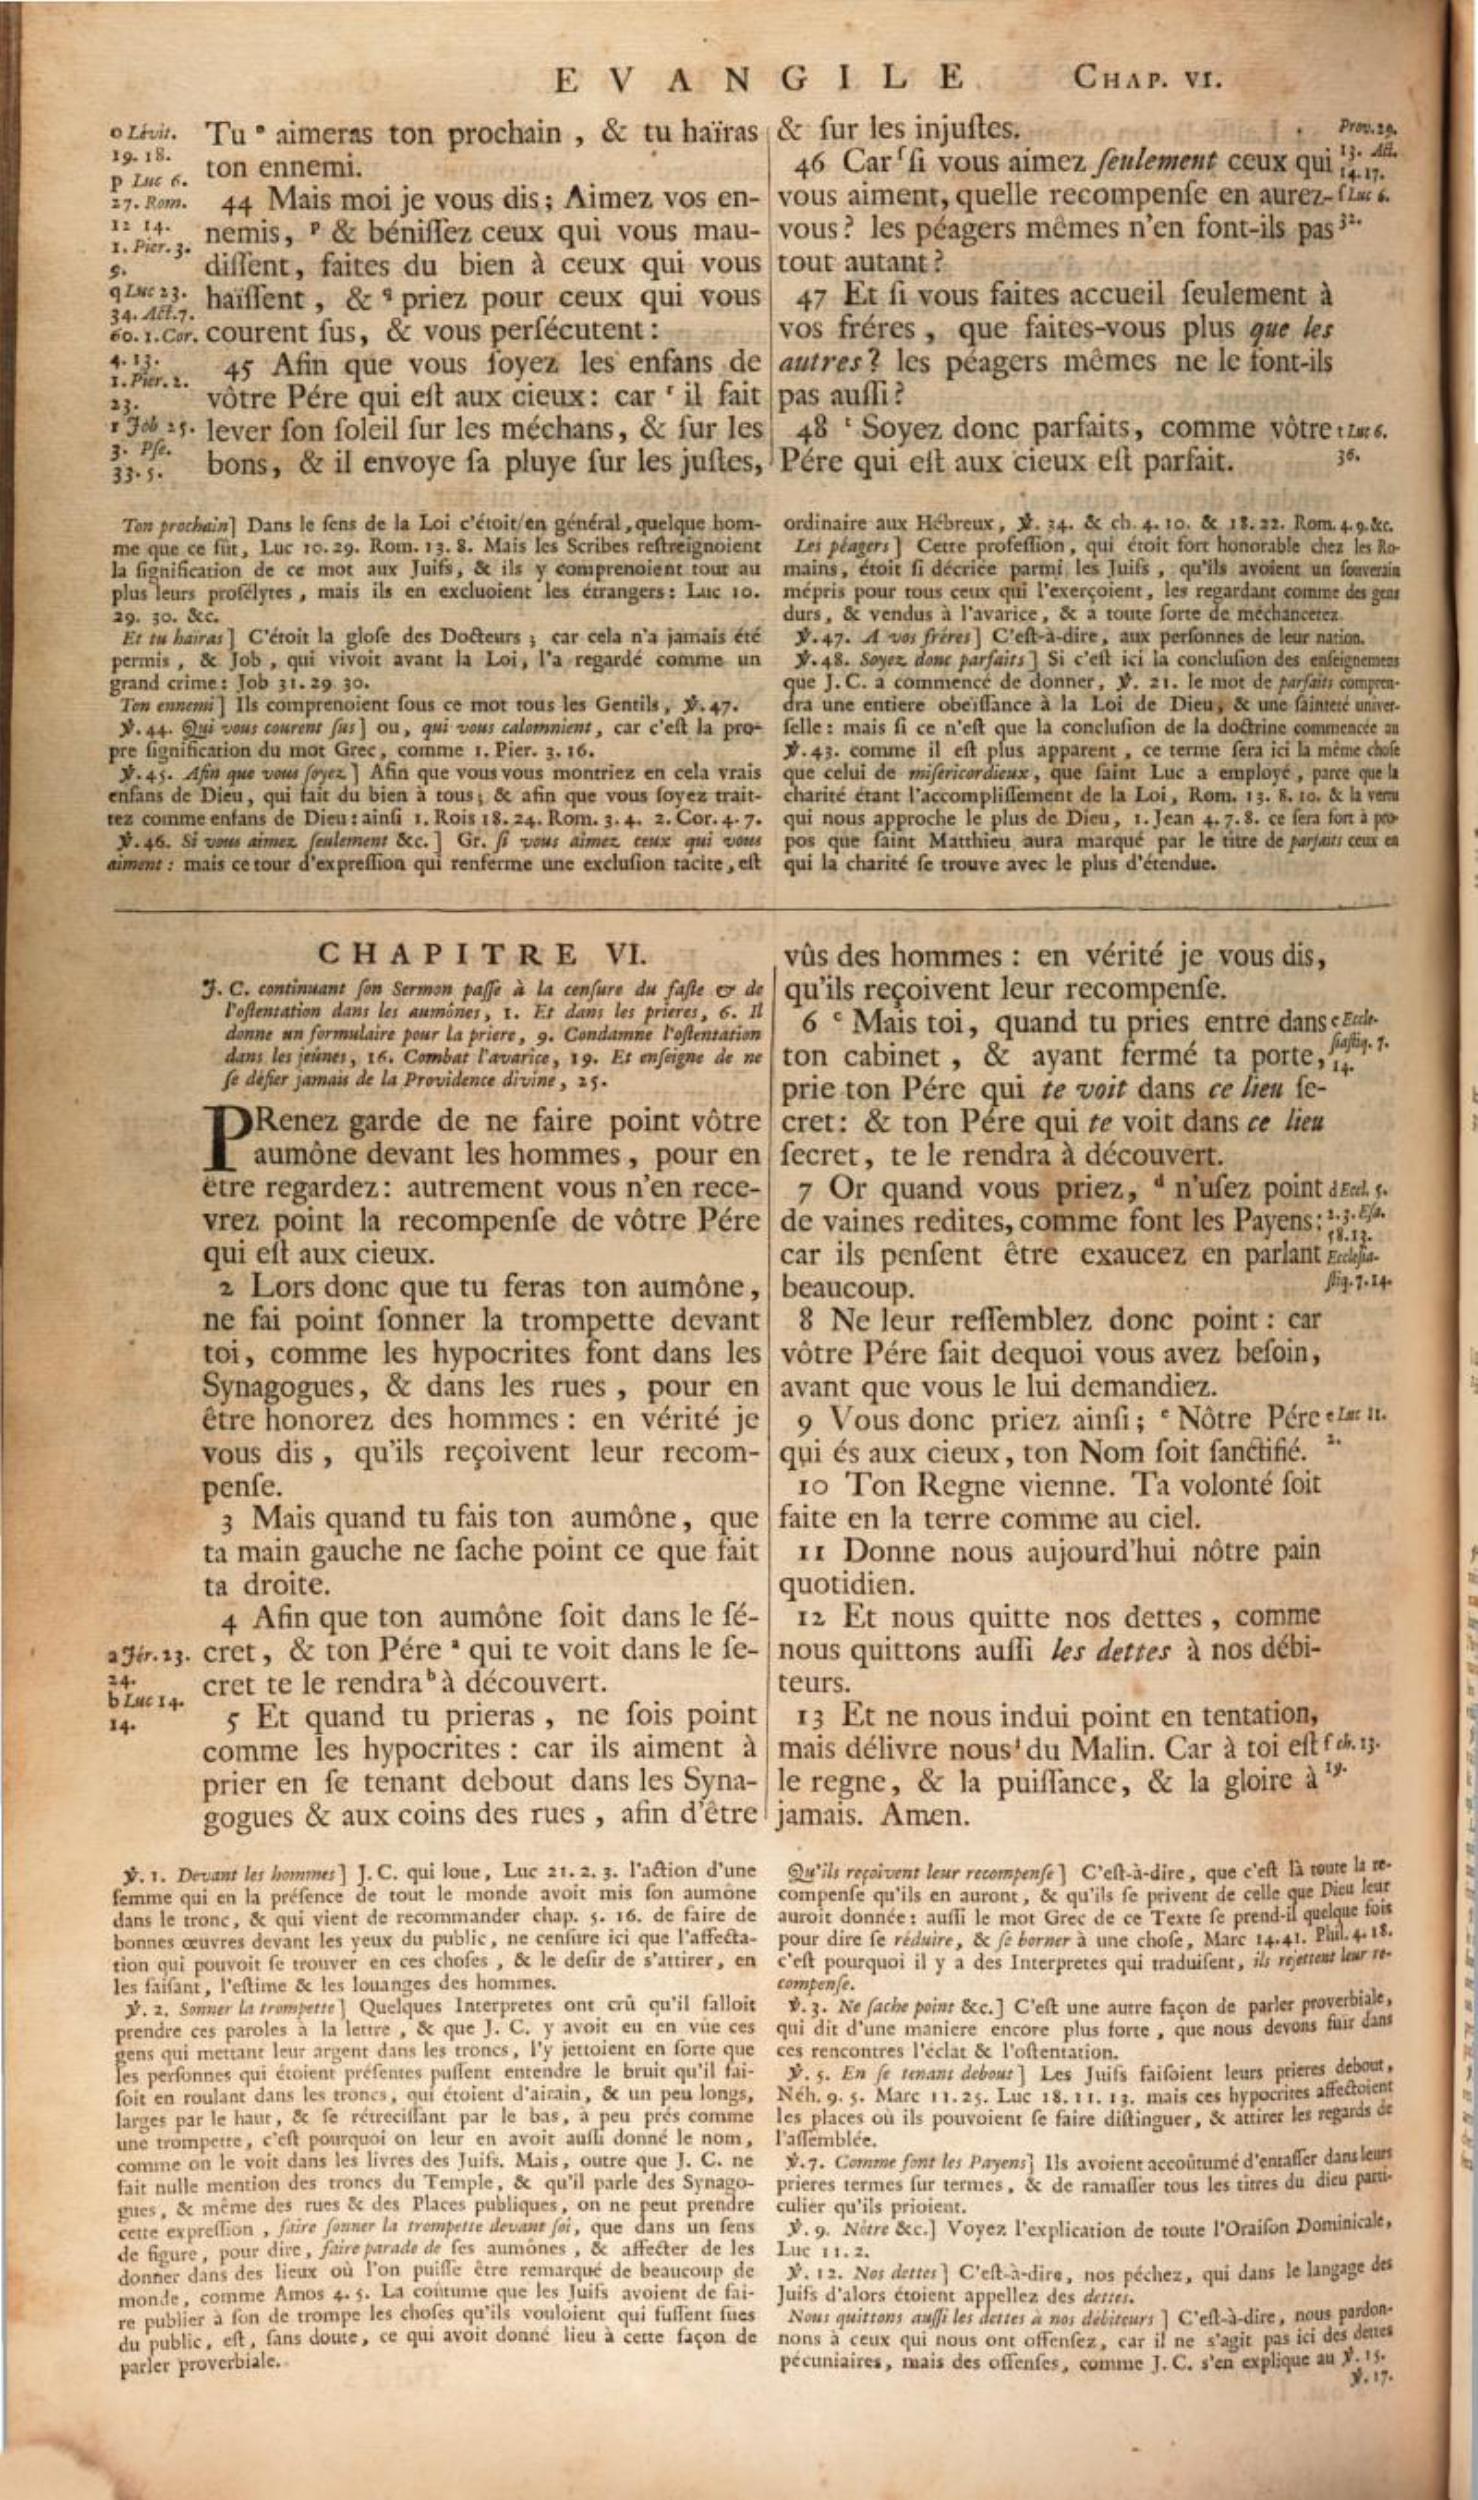 EVANGILE CHAP. VI.
o Lévit.
19. 18.
p Luc 6.
27. Rom.
12 14.
1. Pier. 3.
9.
q Luc 23.
34. Act. 7.
60. 1. Cor.
4. 13.
1. Pier. 2.
23.
r Job 25.
3. Pse.
33. 5.
Tu ᵒ aimeras ton prochain, & tu haïras
ton ennemi.
44 Mais moi je vous dis; Aimez vos en-
nemis, ᵖ & bénissez ceux qui vous mau-
dissent, faites du bien à ceux qui vous
haïssent, & ᑫ priez pour ceux qui vous
courent sus, & vous persécutent:
45 Afin que vous soyez les enfans de
vôtre Pére qui est aux cieux: car ʳ il fait
lever son soleil sur les méchans, & sur les
bons, & il envoye sa pluye sur les justes,
& sur les injustes.
46 Car ſ si vous aimez seulement ceux qui
vous aiment, quelle recompense en aurez-
vous? les péagers mêmes n'en font-ils pas
tout autant?
47 Et si vous faites accueil seulement à
vos fréres, que faites-vous plus que les
autres? les péagers mêmes ne le font-ils
pas aussi?
48 ᵗ Soyez donc parfaits, comme vôtre
Pére qui est aux cieux est parfait.
Prov. 29.
13. Act.
14. 17.
ſ Luc 6.
32.
t Luc 6.
36.
Ton prochain] Dans le sens de la Loi c'étoit en général, quelque hom-
me que ce fût, Luc 10. 29. Rom. 13. 8. Mais les Scribes restreignoient
la signification de ce mot aux Juifs, & ils y comprenoient tout au
plus leurs prosélytes, mais ils en excluoient les étrangers: Luc 10.
29. 30. &c.
Et tu haïras] C'étoit la glose des Docteurs; car cela n'a jamais été
permis, & Job, qui vivoit avant la Loi, l'a regardé comme un
grand crime: Job 31. 29. 30.
Ton ennemi] Ils comprenoient sous ce mot tous les Gentils, ℣. 47.
℣. 44. Qui vous courent sus] ou, qui vous calomnient, car c'est la pro-
pre signification du mot Grec, comme 1. Pier. 3. 16.
℣. 45. Afin que vous soyez] Afin que vous vous montriez en cela vrais
enfans de Dieu, qui fait du bien à tous; & afin que vous soyez trait-
tez comme enfans de Dieu: ainsi 1. Rois 18. 24. Rom. 3. 4. 2. Cor. 4. 7.
℣. 46. Si vous aimez seulement &c.] Gr. si vous aimez ceux qui vous
aiment: mais ce tour d'expression qui renferme une exclusion tacite, est
ordinaire aux Hébreux, ℣. 34. & ch. 4. 10. & 18. 22. Rom. 4. 9. &c.
Les péagers] Cette profession, qui étoit fort honorable chez les Ro-
mains, étoit si décriée parmi les Juifs, qu'ils avoient un souverain
mépris pour tous ceux qui l'exerçoient, les regardant comme des gens
durs, & vendus à l'avarice, & à toute sorte de méchancetez.
℣. 47. A vos fréres] C'est-à-dire, aux personnes de leur nation.
℣. 48. Soyez donc parfaits] Si c'est ici la conclusion des enseignemens
que J. C. a commencé de donner, ℣. 21. le mot de parfaits compren-
dra une entiere obeïssance à la Loi de Dieu, & une sainteté univer-
selle: mais si ce n'est que la conclusion de la doctrine commencée au
℣. 43. comme il est plus apparent, ce terme sera ici la même chose
que celui de misericordieux, que saint Luc a employé, parce que la
charité étant l'accomplissement de la Loi, Rom. 13. 8. 10. & la vertu
qui nous approche le plus de Dieu, 1. Jean 4. 7. 8. ce sera fort à pro-
pos que saint Matthieu aura marqué par le titre de parfaits ceux en
qui la charité se trouve avec le plus d'étendue.
CHAPITRE VI.
J. C. continuant son Sermon passe à la censure du faste & de
l'ostentation dans les aumônes, 1. Et dans les prieres, 6. Il
donne un formulaire pour la priere, 9. Condamne l'ostentation
dans les jeûnes, 16. Combat l'avarice, 19. Et enseigne de ne
se défier jamais de la Providence divine, 25.
PRenez garde de ne faire point vôtre
aumône devant les hommes, pour en
être regardez: autrement vous n'en rece-
vrez point la recompense de vôtre Pére
qui est aux cieux.
2 Lors donc que tu feras ton aumône,
ne fai point sonner la trompette devant
toi, comme les hypocrites font dans les
Synagogues, & dans les rues, pour en
être honorez des hommes: en vérité je
vous dis, qu'ils reçoivent leur recom-
pense.
3 Mais quand tu fais ton aumône, que
ta main gauche ne sache point ce que fait
ta droite.
4 Afin que ton aumône soit dans le sé-
cret, & ton Pére ᵃ qui te voit dans le se-
cret te le rendra ᵇ à découvert.
5 Et quand tu prieras, ne sois point
comme les hypocrites: car ils aiment à
prier en se tenant debout dans les Syna-
gogues & aux coins des rues, afin d'être
a Jér. 23.
24.
b Luc 14.
14.
vûs des hommes: en vérité je vous dis,
qu'ils reçoivent leur recompense.
6 ᶜ Mais toi, quand tu pries entre dans
ton cabinet, & ayant fermé ta porte,
prie ton Pére qui te voit dans ce lieu se-
cret: & ton Pére qui te voit dans ce lieu
secret, te le rendra à découvert.
7 Or quand vous priez, ᵈ n'usez point
de vaines redites, comme font les Payens:
car ils pensent être exaucez en parlant
beaucoup.
8 Ne leur ressemblez donc point: car
vôtre Pére sait dequoi vous avez besoin,
avant que vous le lui demandiez.
9 Vous donc priez ainsi; ᵉ Nôtre Pére
qui és aux cieux, ton Nom soit sanctifié.
10 Ton Regne vienne. Ta volonté soit
faite en la terre comme au ciel.
11 Donne nous aujourd'hui nôtre pain
quotidien.
12 Et nous quitte nos dettes, comme
nous quittons aussi les dettes à nos débi-
teurs.
13 Et ne nous indui point en tentation,
mais délivre nous ᶠ du Malin. Car à toi est
le regne, & la puissance, & la gloire à
jamais. Amen.
c Eccle-
siastiq. 7.
14.
d Eccl. 5.
2. 3. Esa.
58. 13.
Ecclesia-
stiq. 7. 14.
e Luc 11.
2.
f ch. 13.
19.
℣. 1. Devant les hommes] J. C. qui loue, Luc 21. 2. 3. l'action d'une
femme qui en la présence de tout le monde avoit mis son aumône
dans le tronc, & qui vient de recommander chap. 5. 16. de faire de
bonnes œuvres devant les yeux du public, ne censure ici que l'affecta-
tion qui pouvoit se trouver en ces choses, & le desir de s'attirer, en
les faisant, l'estime & les louanges des hommes.
℣. 2. Sonner la trompette] Quelques Interpretes ont crû qu'il falloit
prendre ces paroles à la lettre, & que J. C. y avoit eu en vûe ces
gens qui mettant leur argent dans les troncs, l'y jettoient en sorte que
les personnes qui étoient présentes pussent entendre le bruit qu'il fai-
soit en roulant dans les troncs, qui étoient d'airain, & un peu longs,
larges par le haut, & se rétrecissant par le bas, à peu prés comme
une trompette, c'est pourquoi on leur en avoit aussi donné le nom,
comme on le voit dans les livres des Juifs. Mais, outre que J. C. ne
fait nulle mention des troncs du Temple, & qu'il parle des Synago-
gues, & même des rues & des Places publiques, on ne peut prendre
cette expression, faire sonner la trompette devant soi, que dans un sens
de figure, pour dire, faire parade de ses aumônes, & affecter de les
donner dans des lieux où l'on puisse être remarqué de beaucoup de
monde, comme Amos 4. 5. La coûtume que les Juifs avoient de fai-
re publier à son de trompe les choses qu'ils vouloient qui fussent sûes
du public, est, sans doute, ce qui avoit donné lieu à cette façon de
parler proverbiale.
Qu'ils reçoivent leur recompense] C'est-à-dire, que c'est là toute la re-
compense qu'ils en auront, & qu'ils se privent de celle que Dieu leur
auroit donnée: aussi le mot Grec de ce Texte se prend-il quelque fois
pour dire se réduire, & se borner à une chose, Marc 14. 41. Phil. 4. 18.
c'est pourquoi il y a des Interpretes qui traduisent, ils rejettent leur re-
compense.
℣. 3. Ne sache point &c.] C'est une autre façon de parler proverbiale,
qui dit d'une maniere encore plus forte, que nous devons fuir dans
ces rencontres l'éclat & l'ostentation.
℣. 5. En se tenant debout] Les Juifs faisoient leurs prieres debout,
Néh. 9. 5. Marc 11. 25. Luc 18. 11. 13. mais ces hypocrites affectoient
les places où ils pouvoient se faire distinguer, & attirer les regards de
l'assemblée.
℣. 7. Comme font les Payens] Ils avoient accoûtumé d'entasser dans leurs
prieres termes sur termes, & de ramasser tous les titres du dieu parti-
culier qu'ils prioient.
℣. 9. Nôtre &c.] Voyez l'explication de toute l'Oraison Dominicale,
Luc 11. 2.
℣. 12. Nos dettes] C'est-à-dire, nos péchez, qui dans le langage des
Juifs d'alors étoient appellez des dettes.
Nous quittons aussi les dettes à nos débiteurs] C'est-à-dire, nous pardon-
nons à ceux qui nous ont offensez, car il ne s'agit pas ici des dettes
pécuniaires, mais des offenses, comme J. C. s'en explique au ℣. 15.
℣. 17.